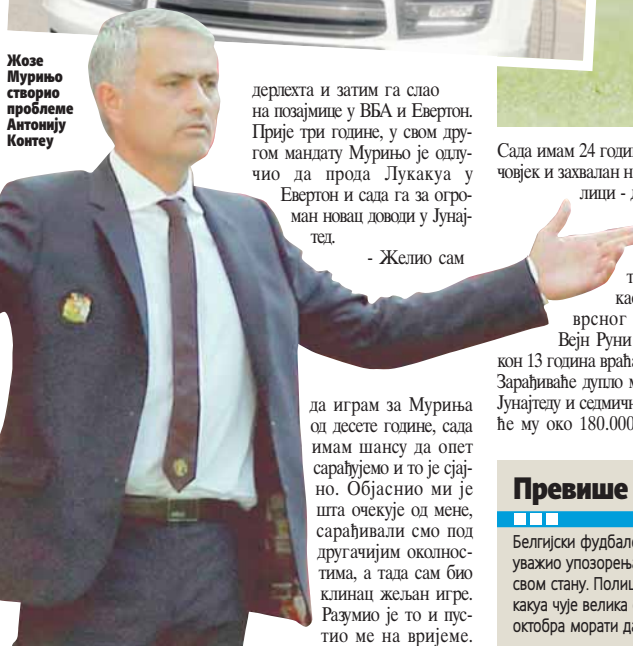 Жозе
Мурињо
створио
проблеме
Антонију
Контеу
дерлехта и затим га слао
на позајмице у ВБА и Евертон.
Прије три године, у свом дру-
гом мандату Мурињо је одлу-
чио да прода Лукакуа у
Евертон и сада га за огро-
ман новац доводи у Јунај-
тед.
- Желио сам
да играм за Муриња
од десете године, сада
имам шансу да опет
сарађујемо и то је сјај-
но. Објаснио ми је
шта очекује од мене,
сарађивали смо под
другачијим околнос-
тима, а тада сам био
клинац жељан игре.
Разумио је то и пус-
тио ме на вријеме.
Сада имам 24 годин
човјек и захвалан н
лици - д
т
као
врсног
Вејн Руни
кон 13 година враћа
Зарађиваће дупло м
Јунајтеду и седмичн
ће му око 180.000
Превише
Белгијски фудбале
уважио упозорења
свом стану. Полиц
какуа чује велика
октобра морати да